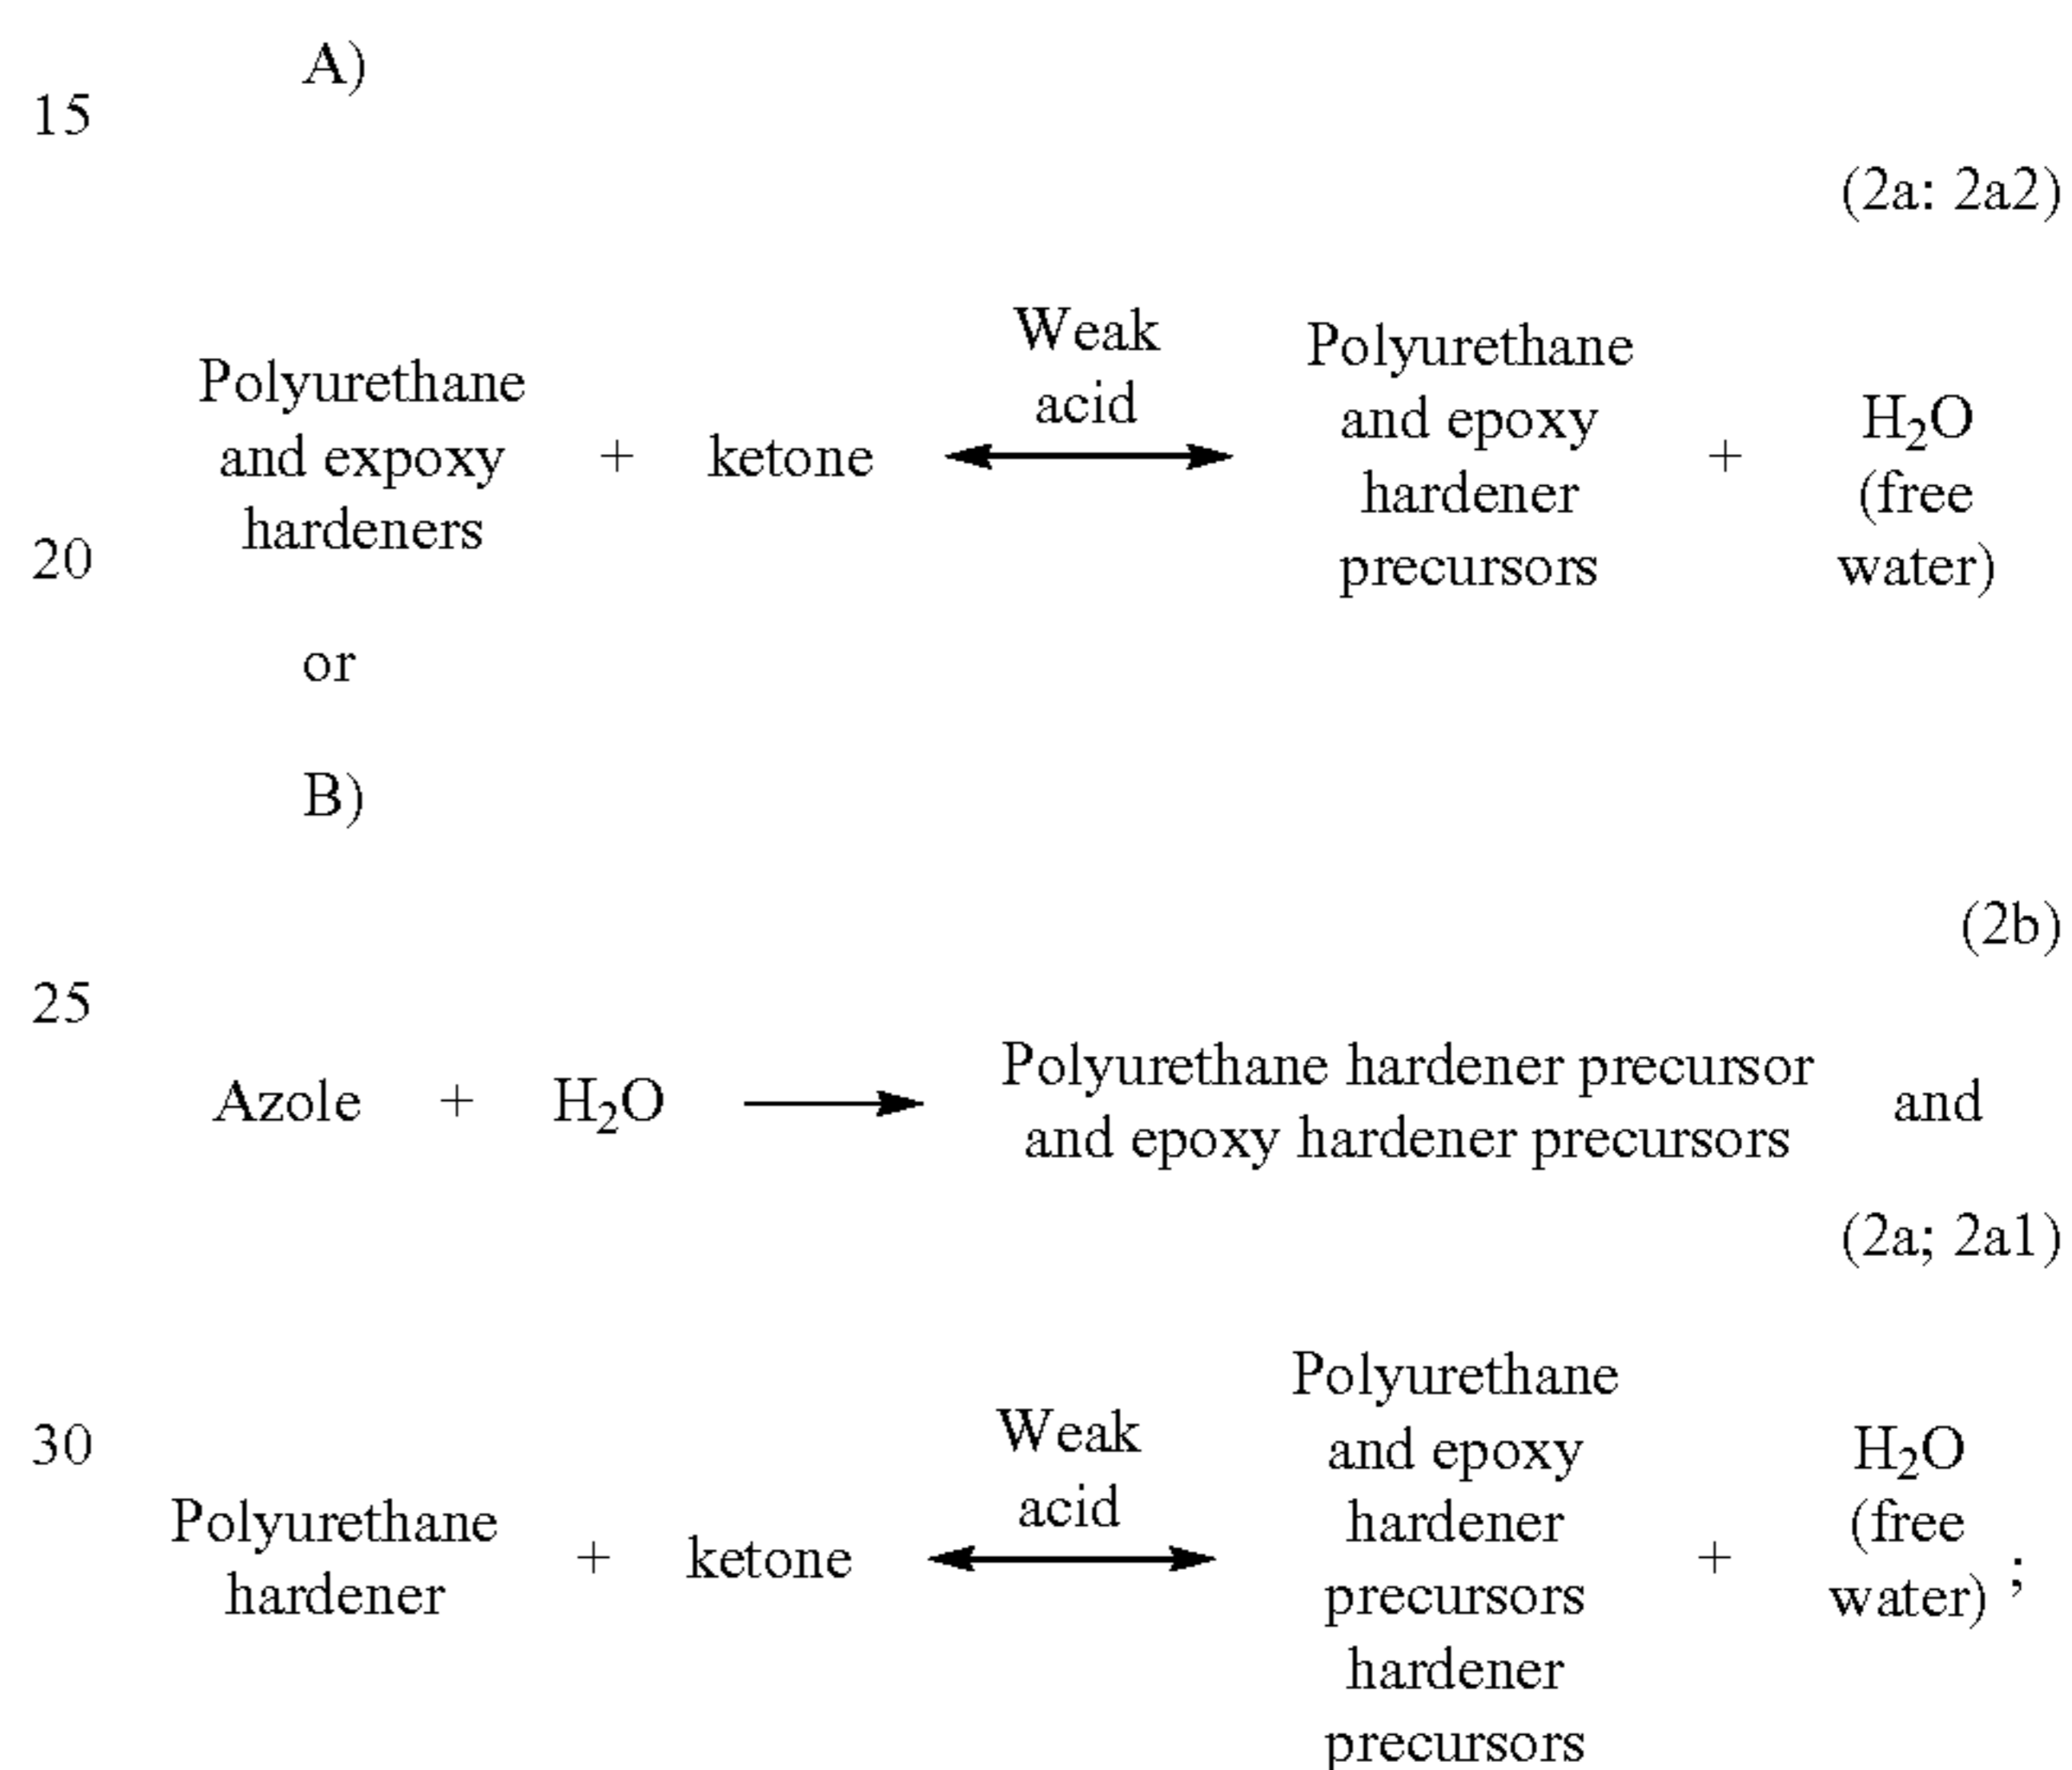 A)
15
(2a: 2a2)
Weak
acid
Polyurethane
and expoxy
hardeners
+
ketone
Polyurethane
and epoxy
hardener
precursors
+
H₂O
(free
water)
20
or
B)
(2b)
25
Azole + H₂O
Polyurethane hardener precursor
and epoxy hardener precursors
and
(2a; 2a1)
30
Weak
acid
Polyurethane
hardener
+
ketone
Polyurethane
and epoxy
hardener
precursors
hardener
precursors
+
H₂O
(free
water) ;